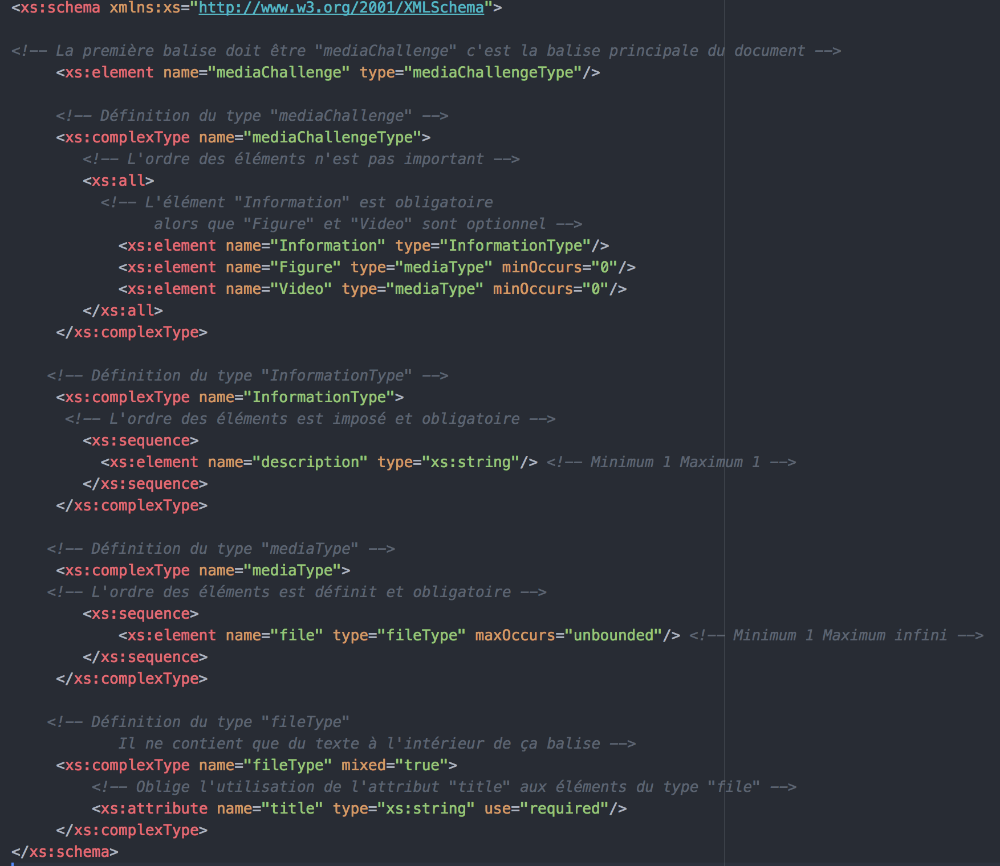 <xs:schema xmlns:xs="http://www.w3.org/2001/XMLSchema">
<!-- La première balise doit être "mediaChallenge" c'est la balise principale du document -->
<xs:element name="mediaChallenge" type="mediaChallengeType"/>
<!-- Définition du type "mediaChallenge" -->
<xs:complexType name="mediaChallengeType">
<!-- L'ordre des éléments n'est pas important -->
<xs:all>
<!-- L'élément "Information" est obligatoire
alors que "Figure" et "Video" sont optionnel -->
<xs:element name="Information" type="InformationType"/>
<xs:element name="Figure" type="mediaType" minOccurs="0"/>
<xs:element name="Video" type="mediaType" minOccurs="0"/>
</xs:all>
</xs:complexType>
<!-- Définition du type "InformationType" -->
<xs:complexType name="InformationType">
<!-- L'ordre des éléments est imposé et obligatoire -->
<xs:sequence>
<xs:element name="description" type="xs:string"/> <!-- Minimum 1 Maximum 1 -->
</xs:sequence>
</xs:complexType>
<!-- Définition du type "mediaType" -->
<xs:complexType name="mediaType">
<!-- L'ordre des éléments est définit et obligatoire -->
<xs:sequence>
<xs:element name="file" type="fileType" maxOccurs="unbounded"/> <!-- Minimum 1 Maximum infini -->
</xs:sequence>
</xs:complexType>
<!-- Définition du type "fileType"
Il ne contient que du texte à l'intérieur de ça balise -->
<xs:complexType name="fileType" mixed="true">
<!-- Oblige l'utilisation de l'attribut "title" aux éléments du type "file" -->
<xs:attribute name="title" type="xs:string" use="required"/>
</xs:complexType>
</xs:schema>